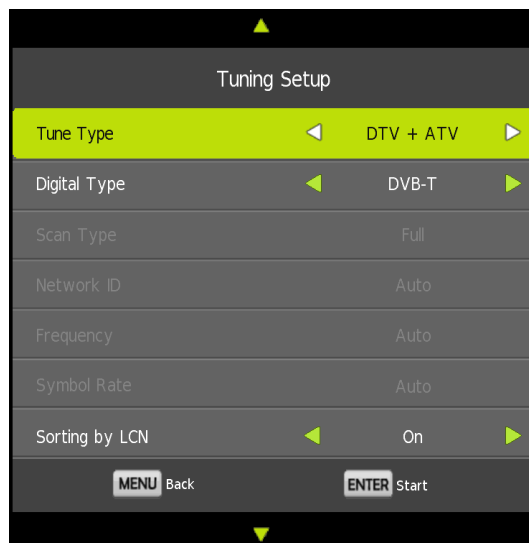 Tuning Setup
Tune Type DTV + ATV
Digital Type DVB-T
Scan Type Full
Network ID Auto
Frequency Auto
Symbol Rate Auto
Sorting by LCN On
MENU Back ENTER Start